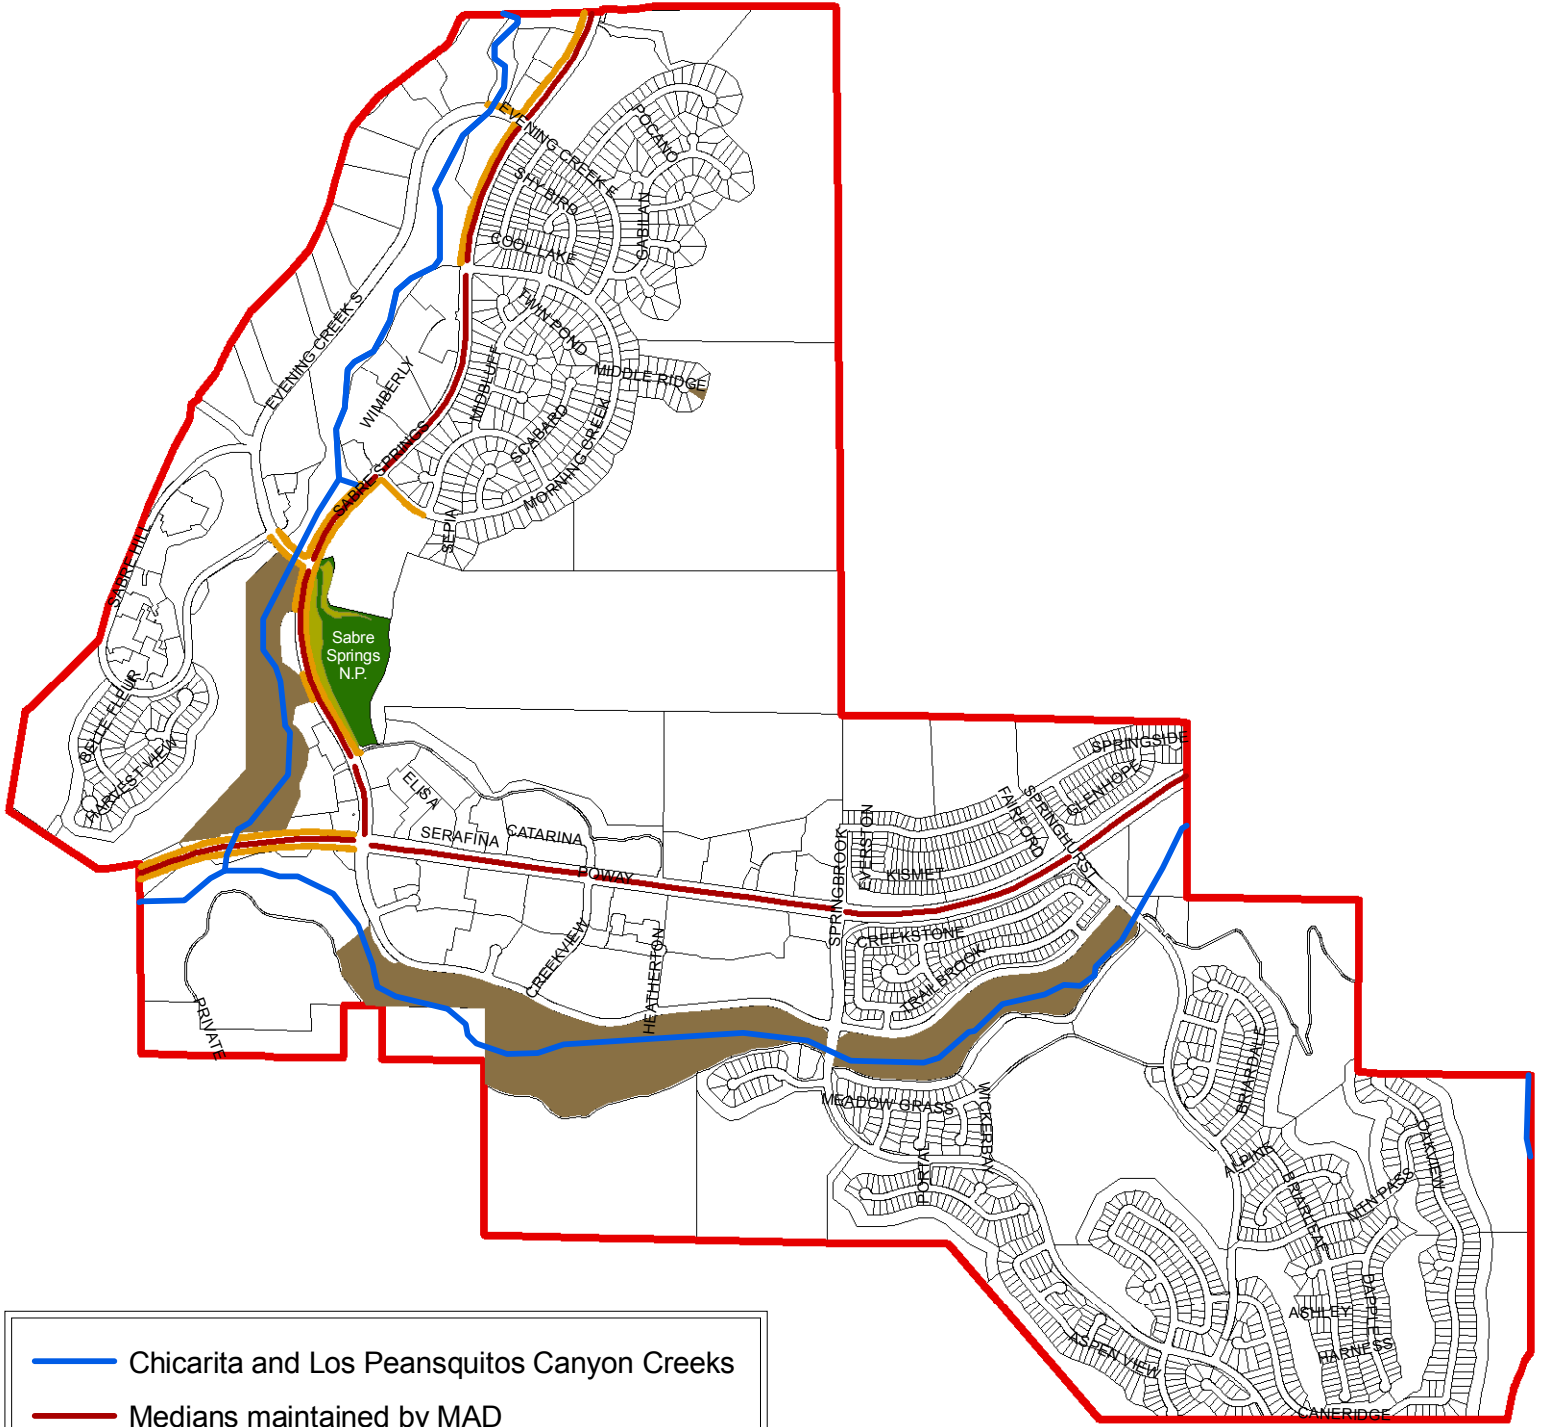 POCANO
EVENING CREEK E
SHY BIRD
GABILAN
COOL LAKE
TWIN POND
EVENING CREEK S
MIDDLE RIDGE
MIDBLUFF
WIMBERLY
SCABARD
MORNING CREEK
SABRE SPRINGS
SEPIA
SABRE HILL
Sabre
Springs
N.P.
BELLE FLEUR
HARVEST VIEW
SPRINGSIDE
GLENHOPE
ELISA
SPRINGHURST
FAIRFORD
SERAFINA
CATARINA
EVERSTON
SPRINGBROOK
KISMET
POWAY
CREEKSTONE
CREEKVIEW
HEATHERTON
TRAILBROOK
PRIVATE
BRIARDALE
MEADOW GRASS
WICKERBAY
PORTAL
ALPINE
OAKVIEW
MTN PASS
BRIARLEAF
DAPPLE
ASHLEY
HARNESS
ASPEN VIEW
CANERIDGE
Chicarita and Los Peansquitos Canyon Creeks
Medians maintained by MAD